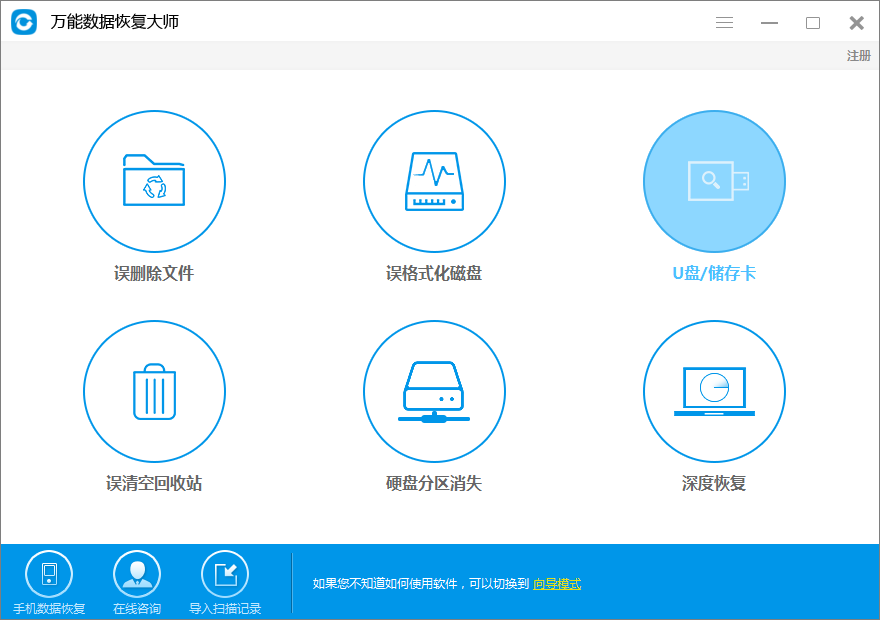 万能数据恢复大师
注册
误删除文件
误格式化磁盘
U盘/储存卡
误清空回收站
硬盘分区消失
深度恢复
手机数据恢复
在线咨询
导入扫描记录
如果您不知道如何使用软件，可以切换到 向导模式